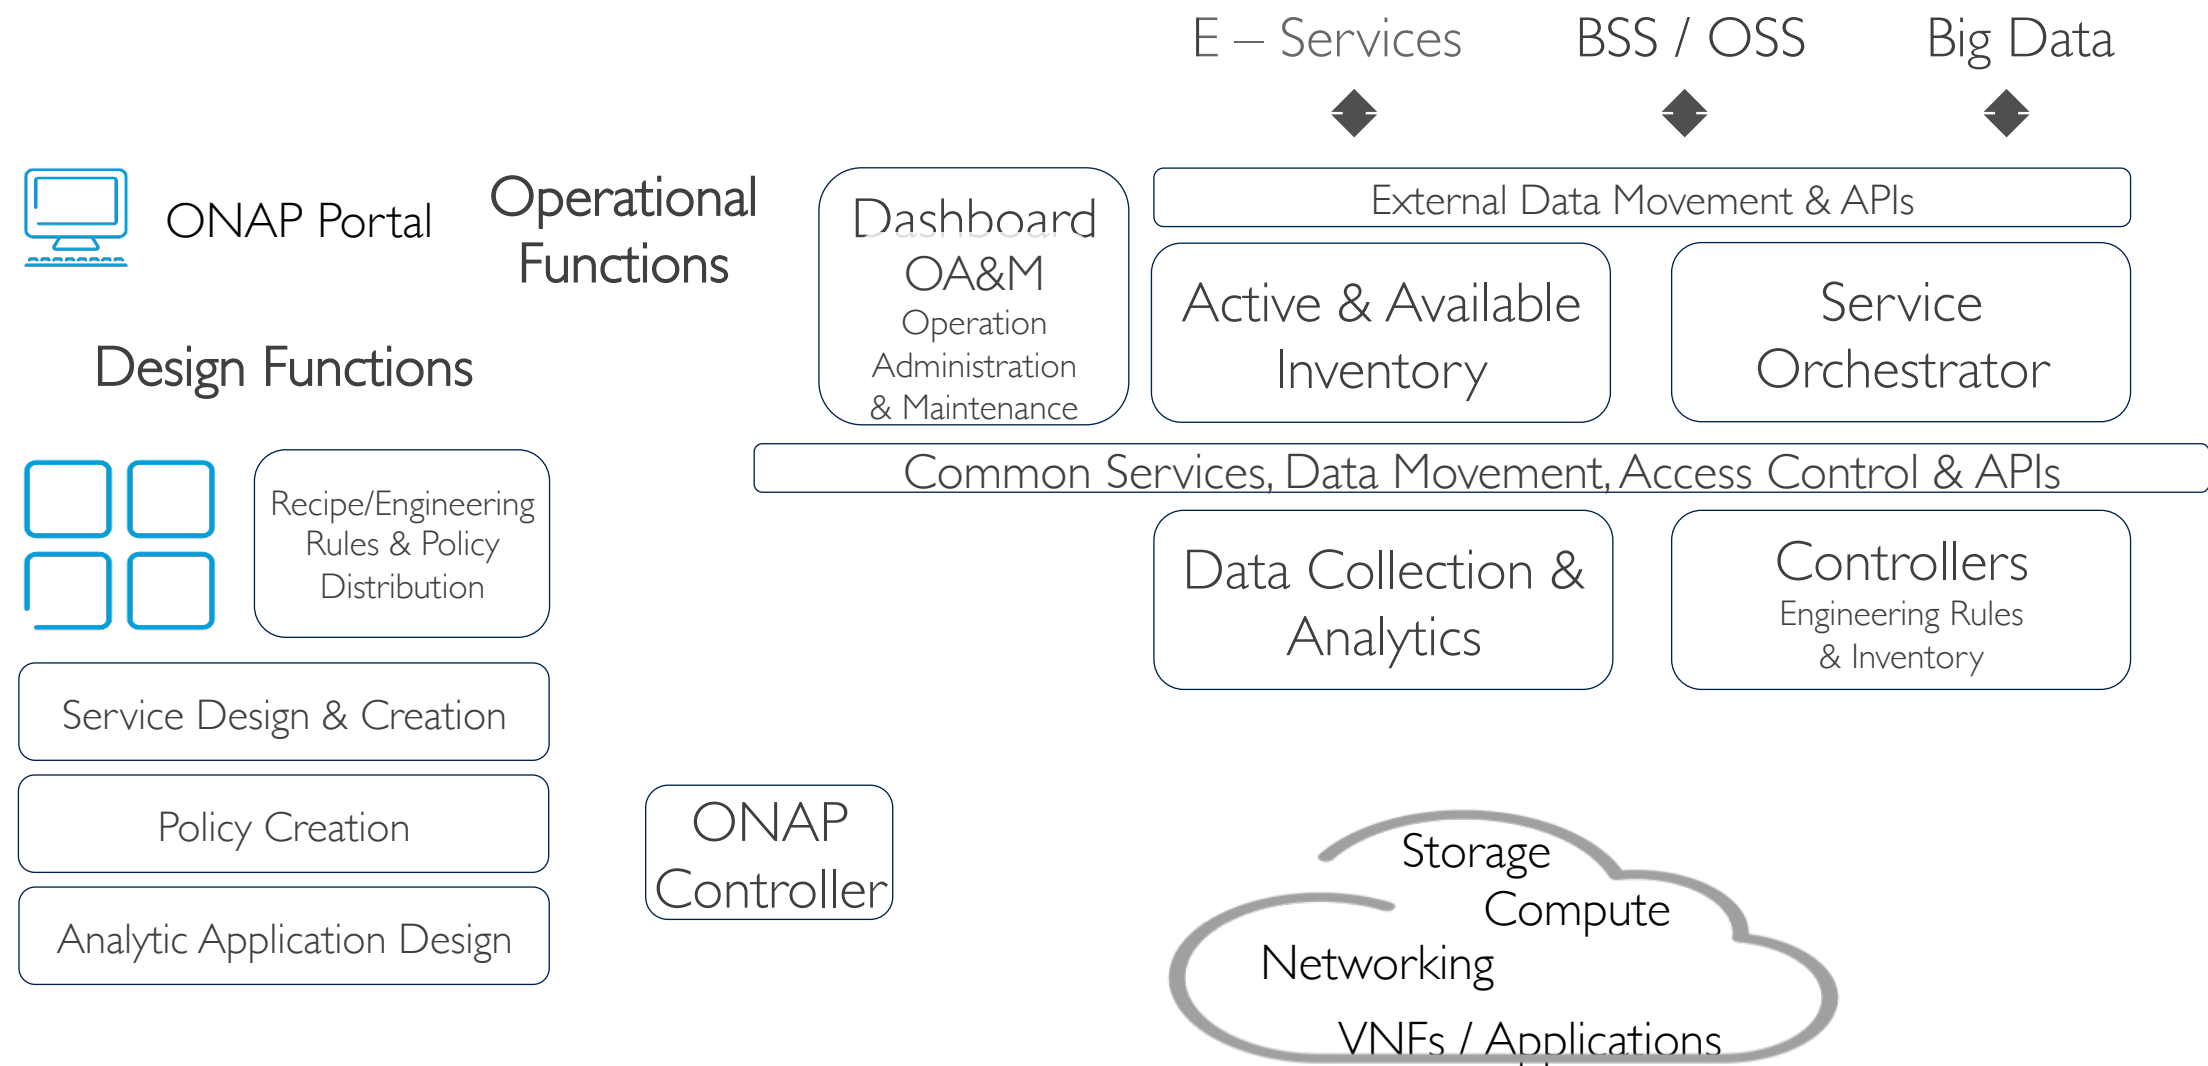 E – Services
BSS / OSS
Big Data
ONAP Portal
Operational
Functions
Dashboard
OA&M
Operation
Administration
& Maintenance
External Data Movement & APIs
Active & Available
Inventory
Service
Orchestrator
Design Functions
Common Services, Data Movement, Access Control & APIs
Recipe/Engineering
Rules & Policy
Distribution
Data Collection &
Analytics
Controllers
Engineering Rules
& Inventory
Service Design & Creation
Policy Creation
Analytic Application Design
ONAP
Controller
Storage
Compute
Networking
VNFs / Applications